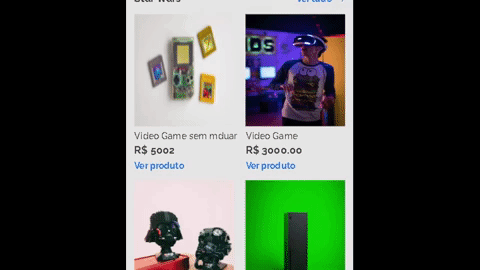 Star Wars
Ver tudo
Video Game sem mduar
R$ 5002
Ver produto
Video Game
R$ 3000.00
Ver produto